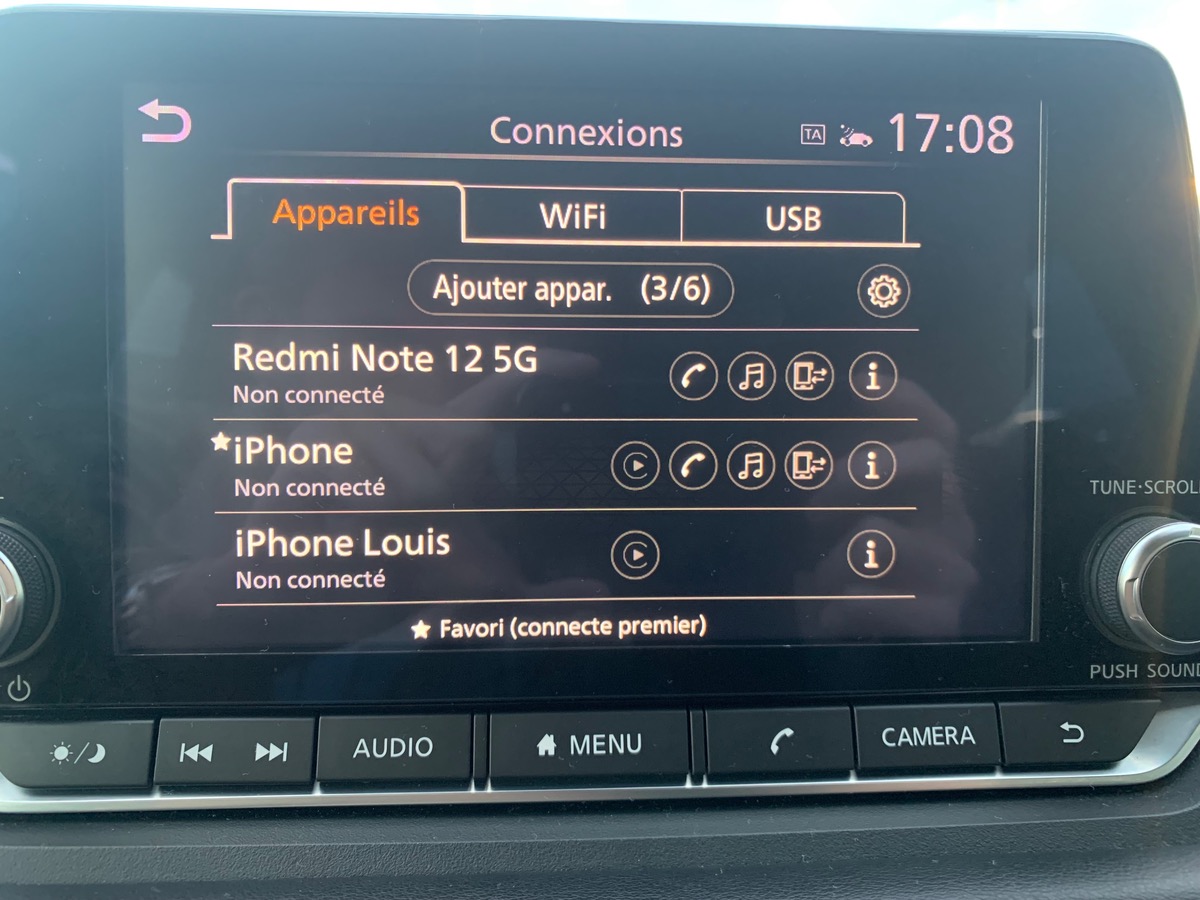 Connexions
TA
17:08
Appareils
WiFi
USB
Ajouter appar. (3/6)
Redmi Note 12 5G
Non connecté
iPhone
Non connecté
iPhone Louis
Non connecté
Favori (connecte premier)
TUNE·SCROLL
PUSH SOUND
AUDIO
MENU
CAMERA